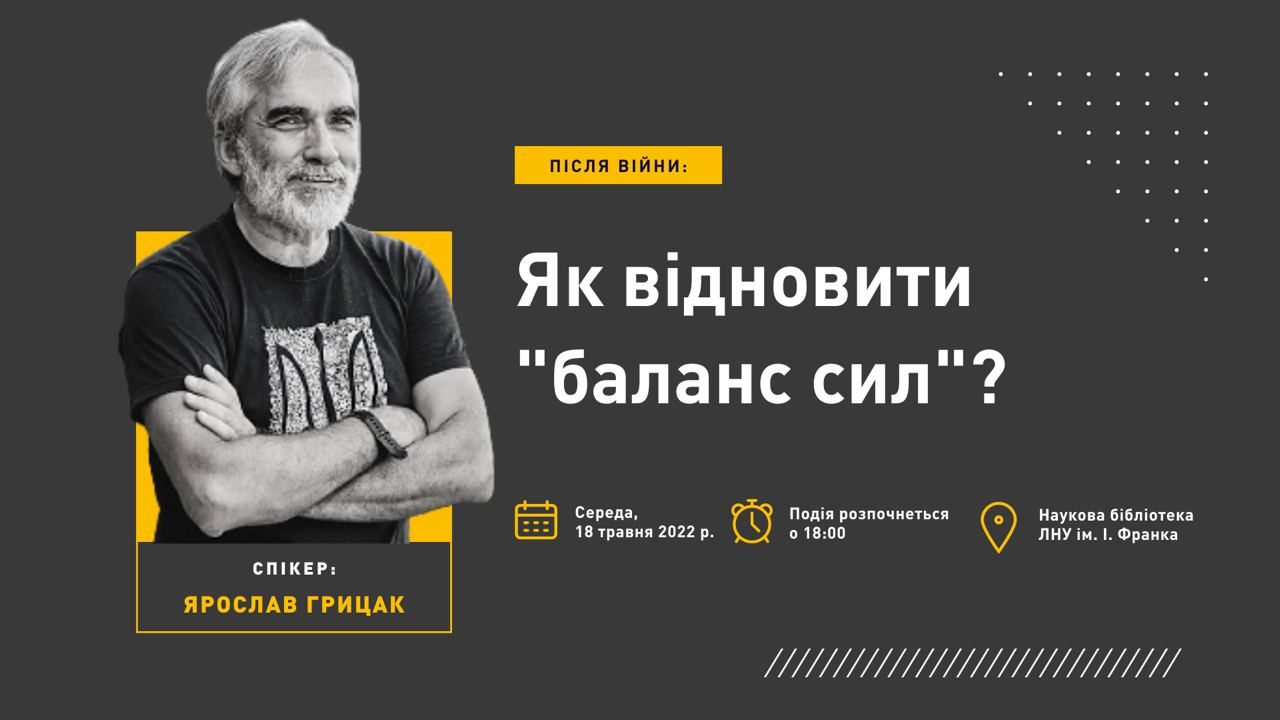 ПІСЛЯ ВІЙНИ:
Як відновити
"баланс сил"?
Середа,
18 травня 2022 р.
Подія розпочнеться
о 18:00
Наукова бібліотека
ЛНУ ім. І. Франка
СПІКЕР:
ЯРОСЛАВ ГРИЦАК